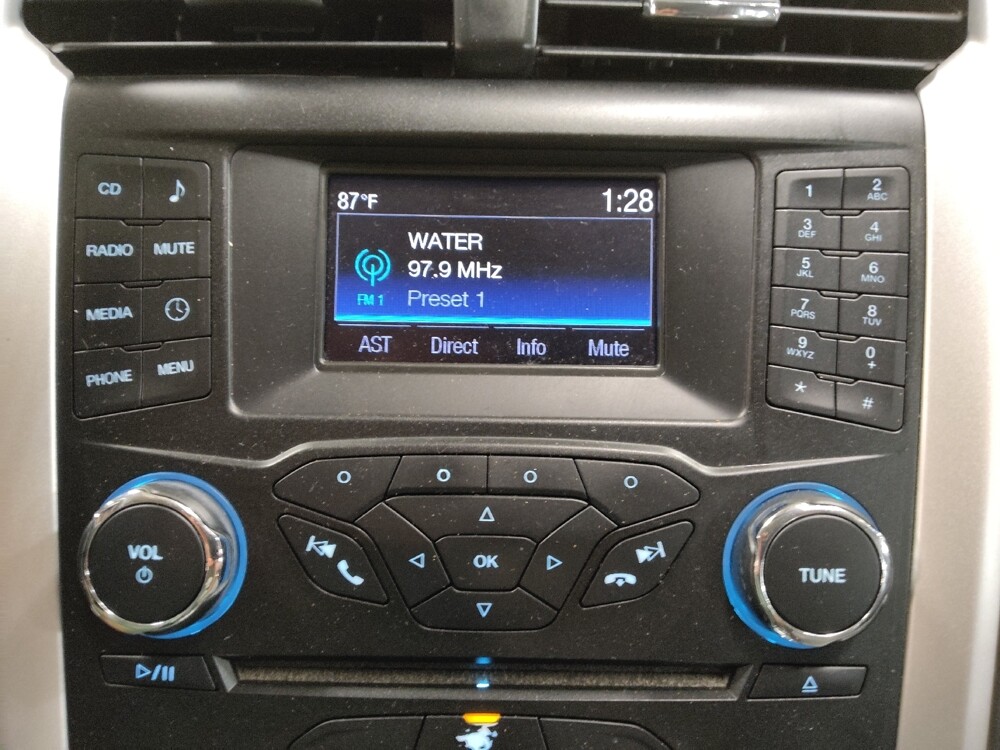 87°F 1:28
WATER
97.9 MHz
FM 1 Preset 1
AST Direct Info Mute
CD
RADIO MUTE
MEDIA
PHONE MENU
1 2 ABC
3 DEF 4 GHI
5 JKL 6 MNO
7 PQRS 8 TUV
9 WXYZ 0 +
* #
VOL
OK
TUNE